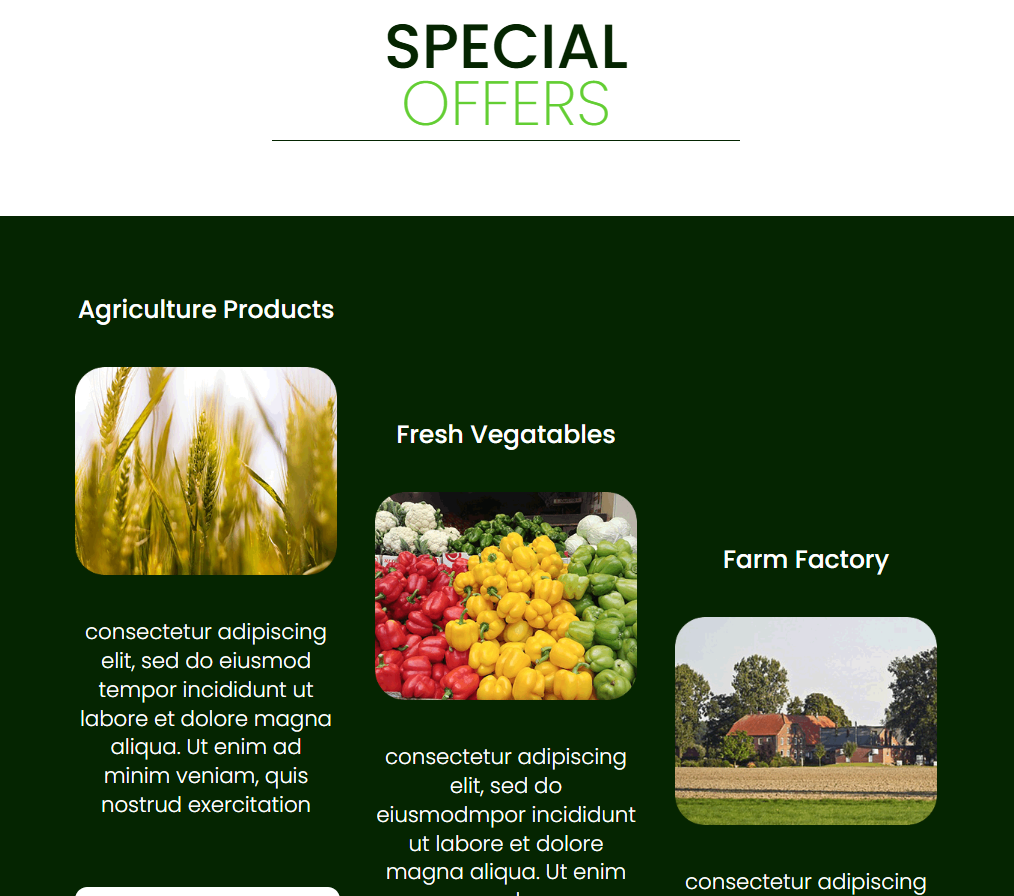 SPECIAL
OFFERS
Agriculture Products
consectetur adipiscing
elit, sed do eiusmod
tempor incididunt ut
labore et dolore magna
aliqua. Ut enim ad
minim veniam, quis
nostrud exercitation
Fresh Vegatables
consectetur adipiscing
elit, sed do
eiusmodmpor incididunt
ut labore et dolore
magna aliqua. Ut enim
Farm Factory
consectetur adipiscing